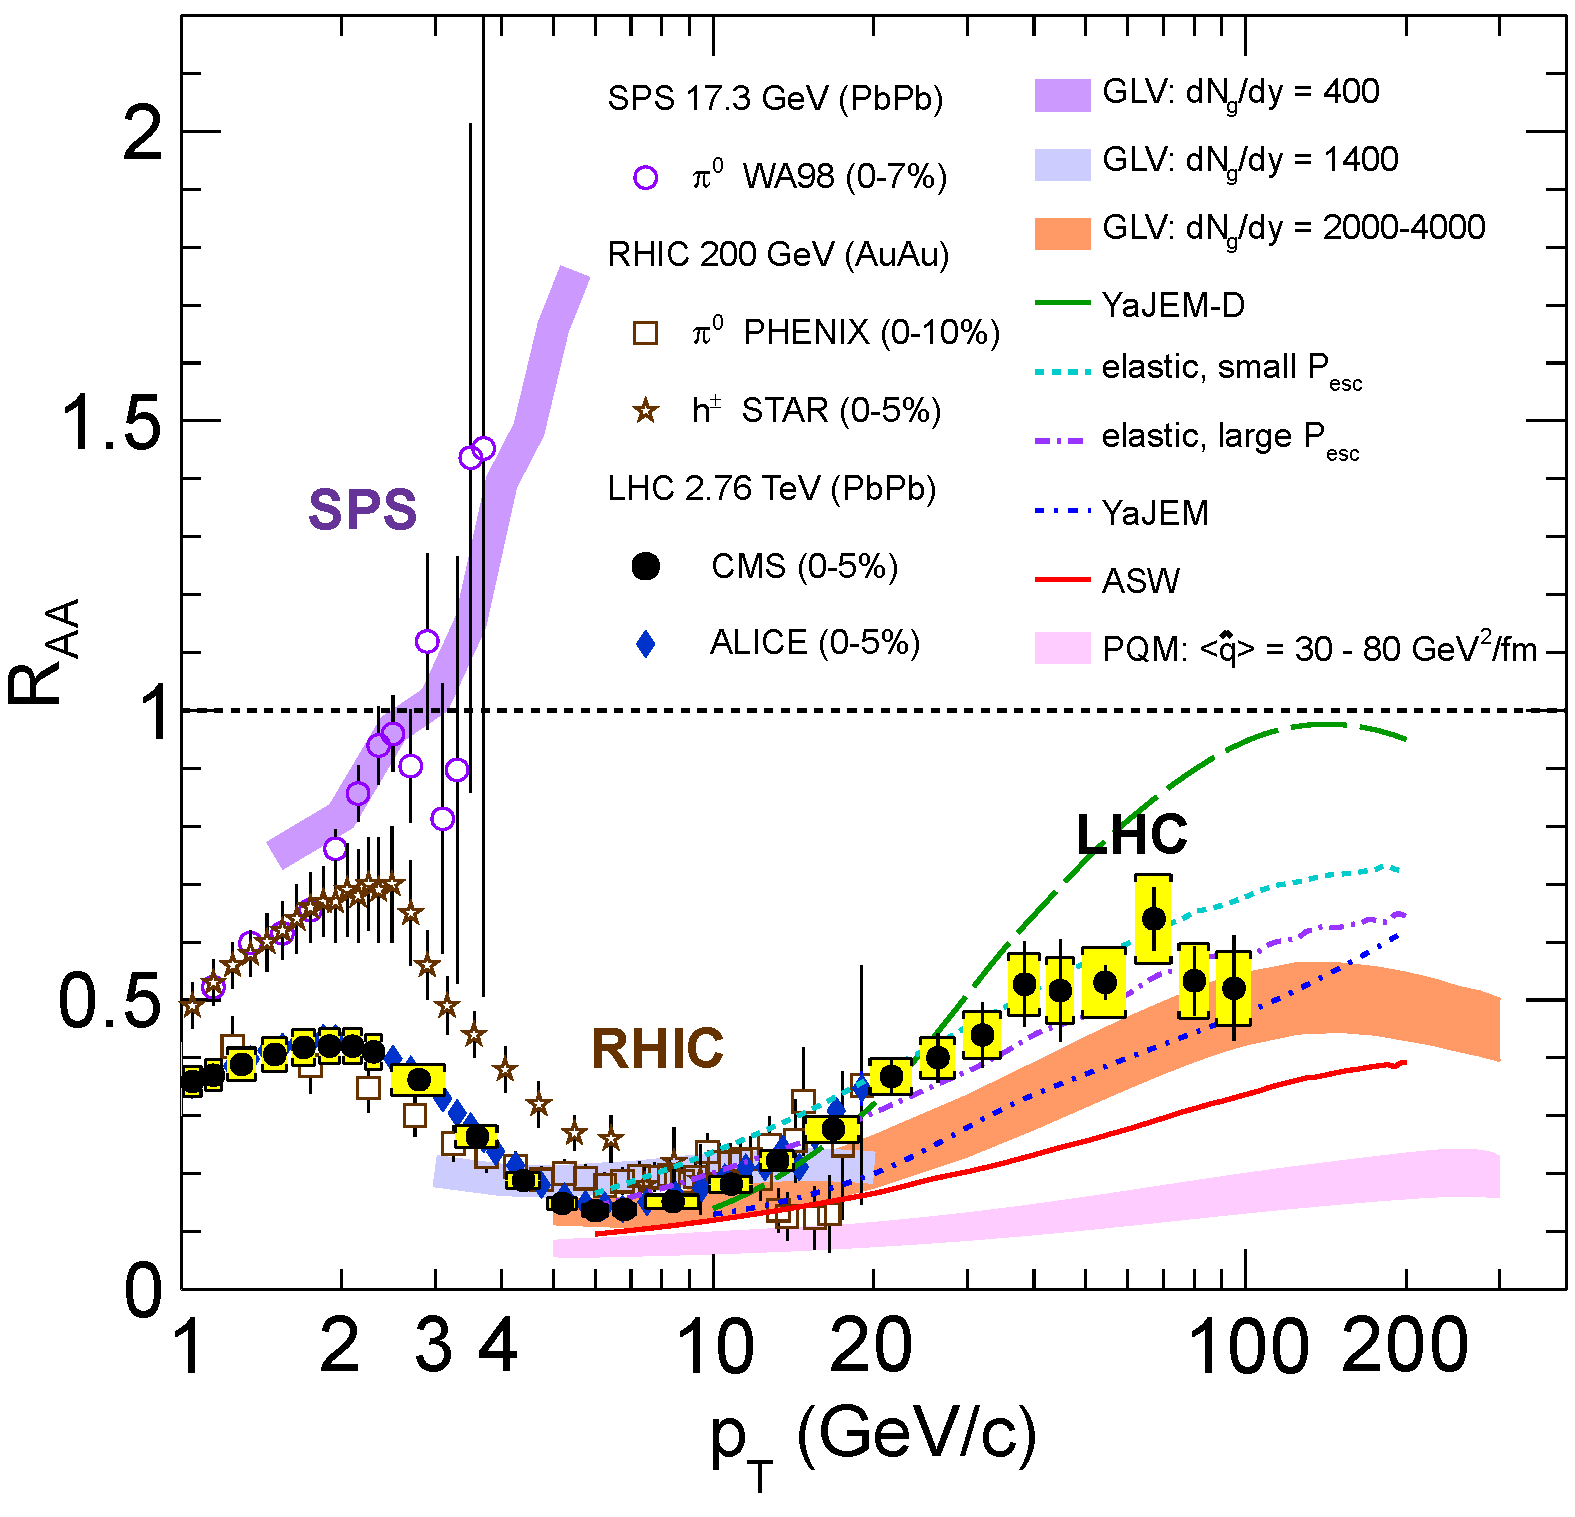 2
1.5
1
0.5
0
R_AA
SPS 17.3 GeV (PbPb)
π⁰ WA98 (0-7%)
RHIC 200 GeV (AuAu)
π⁰ PHENIX (0-10%)
h± STAR (0-5%)
LHC 2.76 TeV (PbPb)
CMS (0-5%)
ALICE (0-5%)
GLV: dN_g/dy = 400
GLV: dN_g/dy = 1400
GLV: dN_g/dy = 2000-4000
YaJEM-D
elastic, small P_esc
elastic, large P_esc
YaJEM
ASW
PQM: <q̂> = 30 - 80 GeV²/fm
SPS
RHIC
LHC
1 2 3 4 10 20 100 200
p_T (GeV/c)